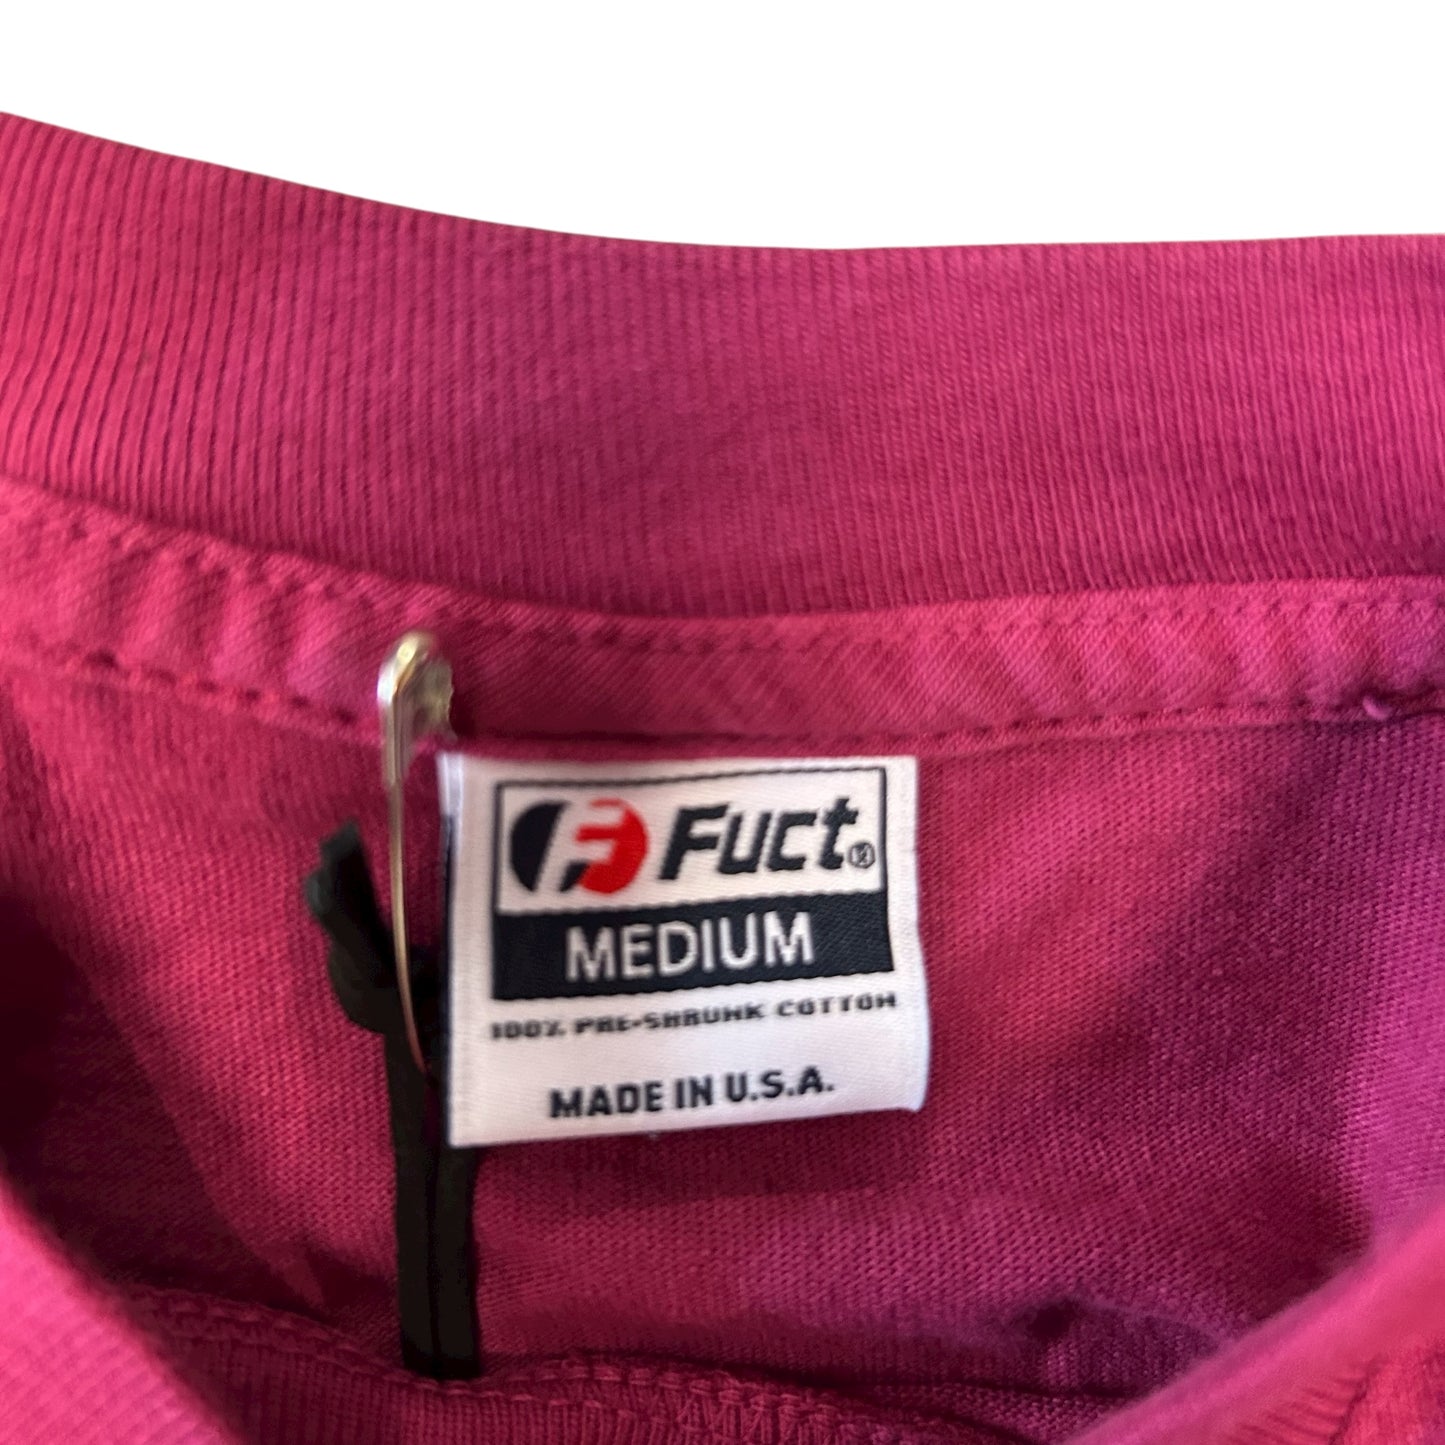 F Fuct®
MEDIUM
100% PRE-SHRUNK COTTON
MADE IN U.S.A.